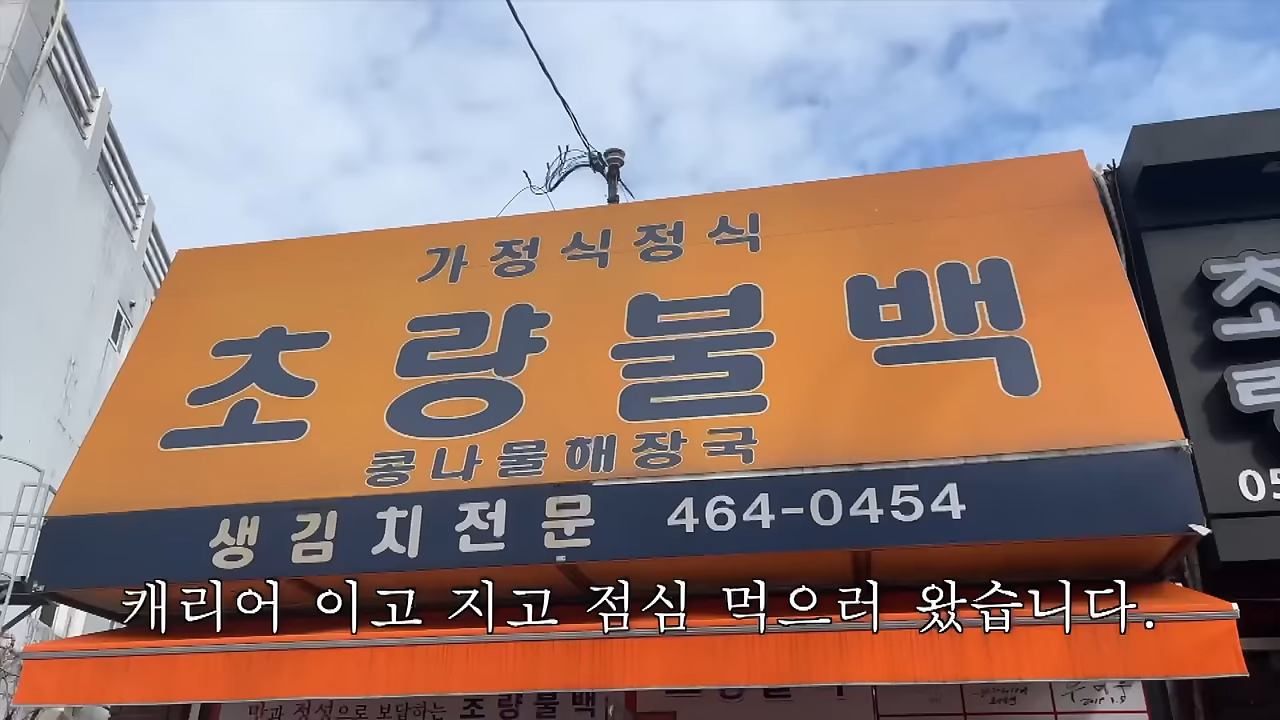 가정식정식
초량불백
콩나물해장국
생김치전문 464-0454
초
05
캐리어 이고 지고 점심 먹으러 왔습니다.
맛과 정성으로 보답하는 초량불백